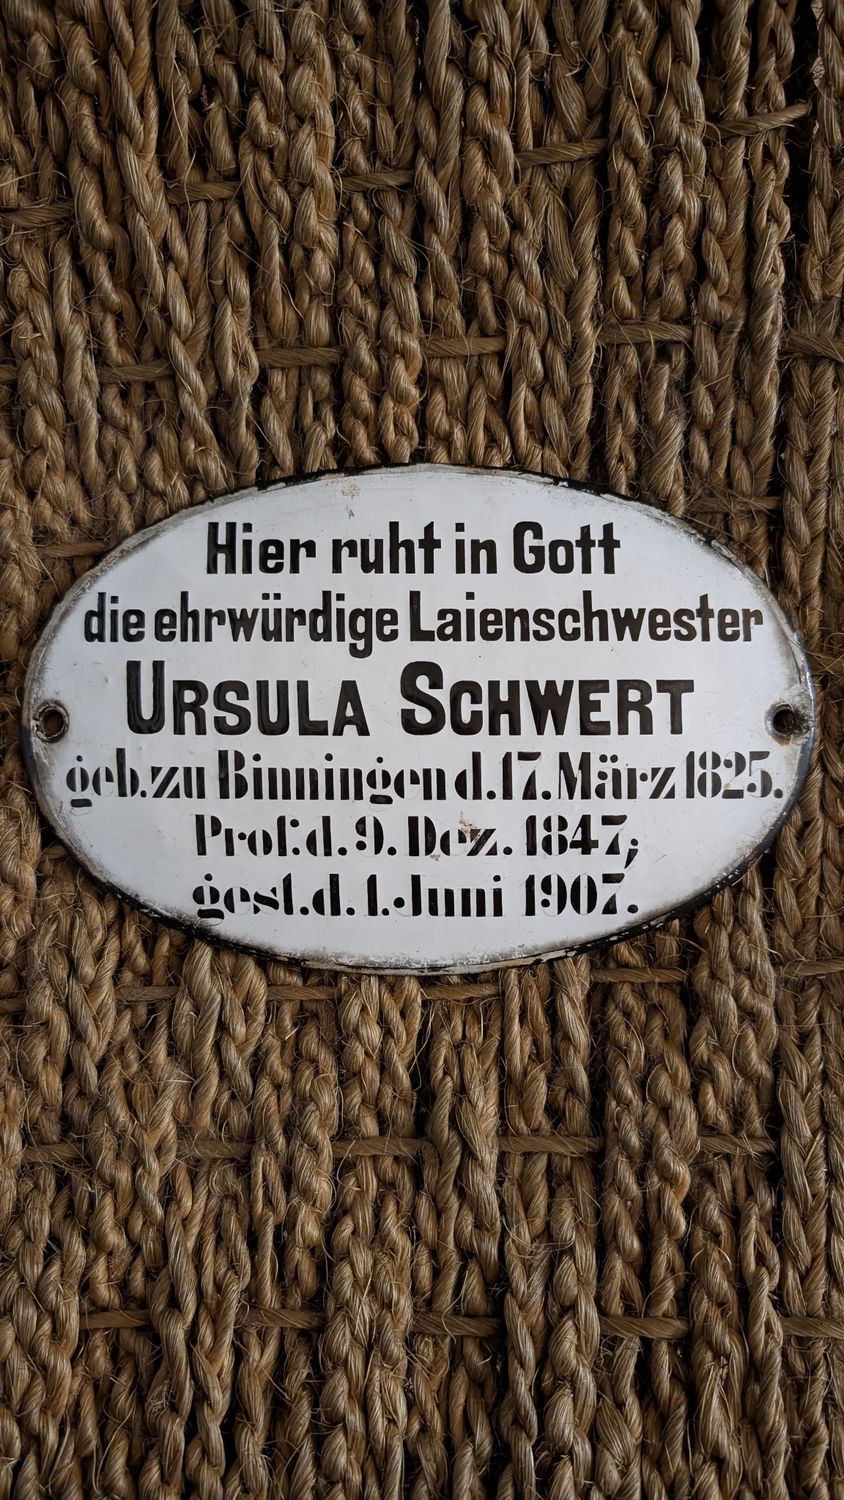 Hier ruht in Gott
die ehrwürdige Laienschwester
URSULA SCHWERT
geb. zu Binningen d. 17. März 1825.
Prof. d. 9. Dez. 1847;
gest. d. 1. Juni 1907.